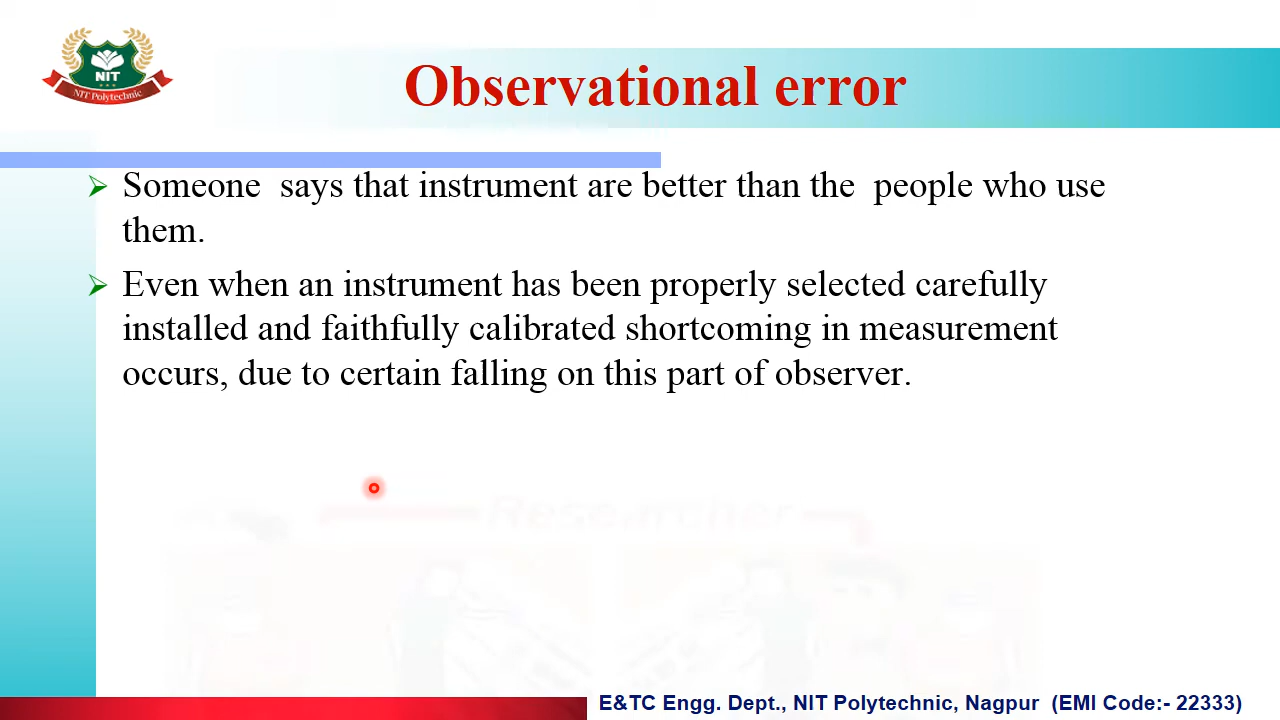 NIT
NIT Polytechnic
Observational error
Someone says that instrument are better than the people who use
them.
Even when an instrument has been properly selected carefully
installed and faithfully calibrated shortcoming in measurement
occurs, due to certain falling on this part of observer.
Researcher
E&TC Engg. Dept., NIT Polytechnic, Nagpur (EMI Code:- 22333)